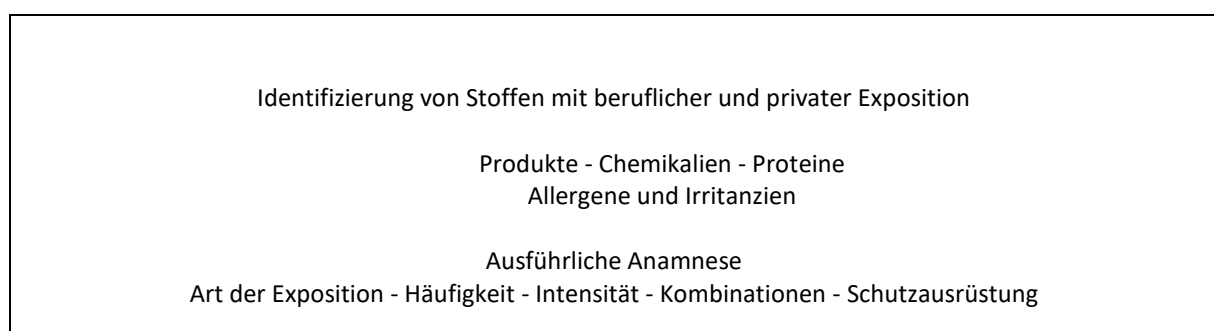 Identifizierung von Stoffen mit beruflicher und privater Exposition
Produkte - Chemikalien - Proteine
Allergene und Irritanzien
Ausführliche Anamnese
Art der Exposition - Häufigkeit - Intensität - Kombinationen - Schutzausrüstung